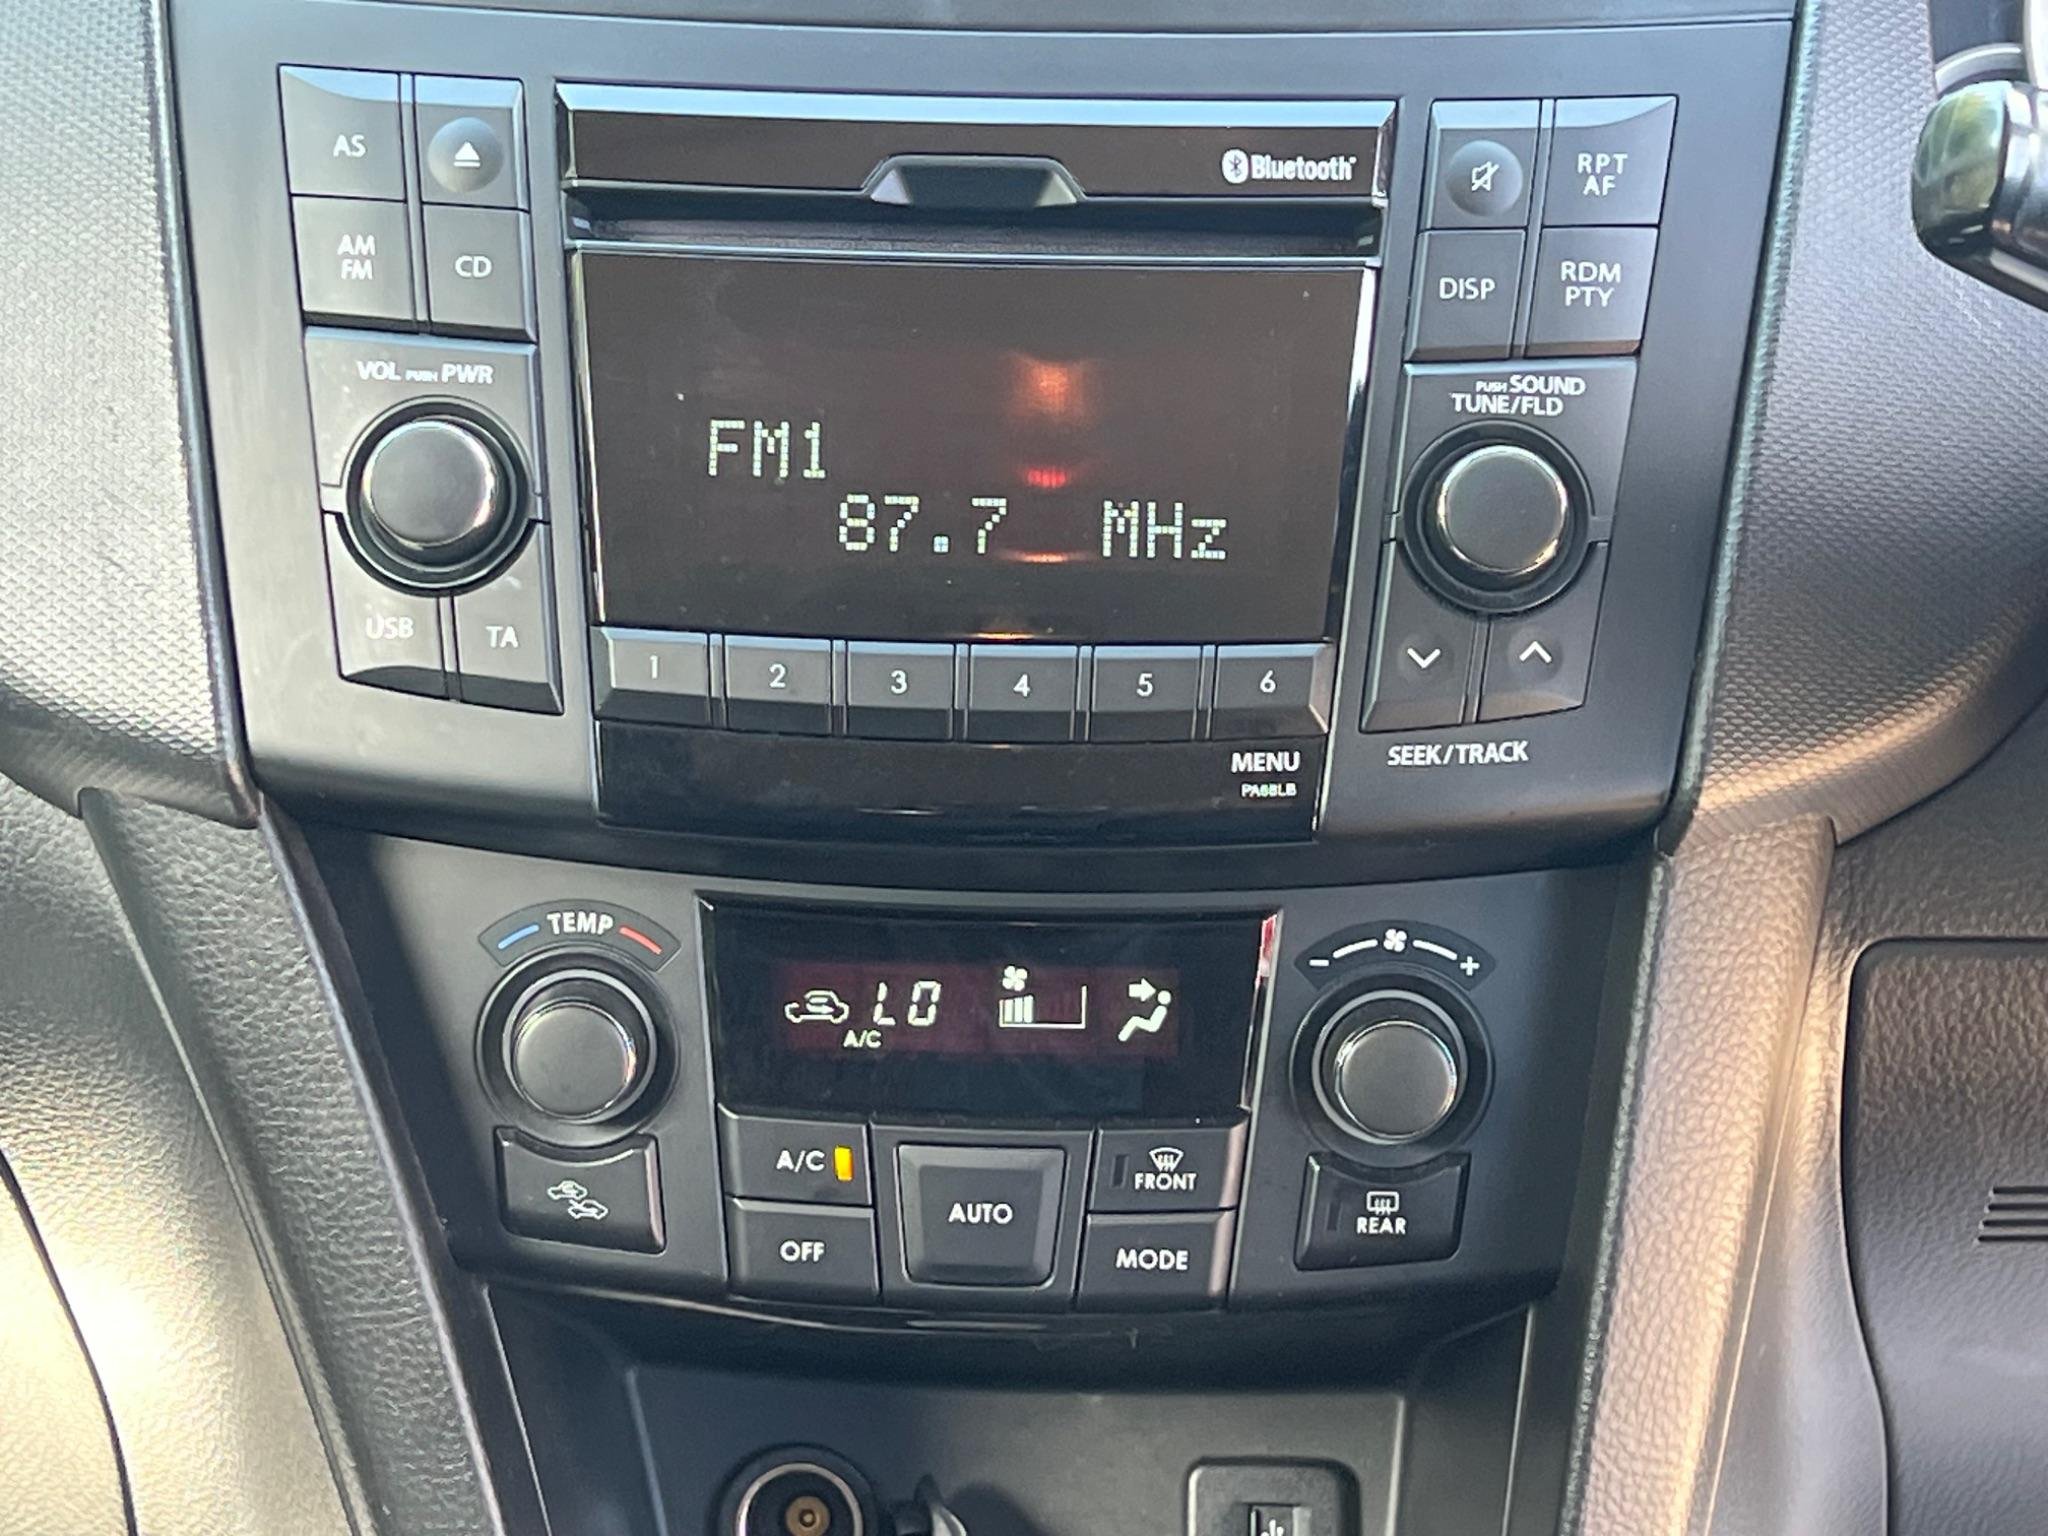 AS
Bluetooth
RPT
AF
AM
FM
CD
DISP
RDM
PTY
VOL PUSH PWR
PUSH SOUND
TUNE/FLD
FM1
87.7 MHz
USB
TA
1 2 3 4 5 6
MENU
PA68LB
SEEK/TRACK
TEMP
- +
LO
A/C
A/C
AUTO
FRONT
OFF
MODE
REAR